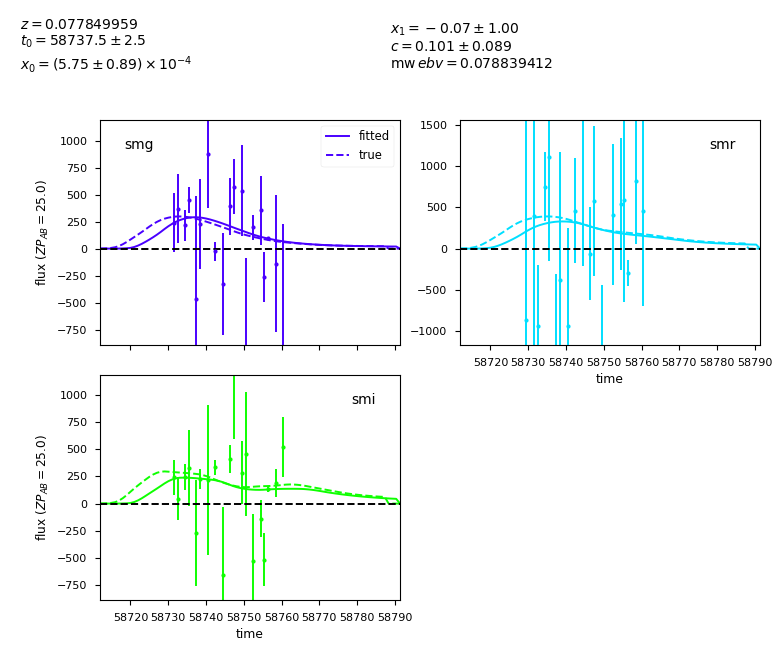 z = 0.077849959
t₀ = 58737.5 ± 2.5
x₀ = (5.75 ± 0.89) × 10⁻⁴
x₁ = −0.07 ± 1.00
c = 0.101 ± 0.089
mw ebv = 0.078839412
smg
fitted
true
1000
750
500
250
0
−250
−500
−750
flux (ZP_AB = 25.0)
smr
1500
1000
500
0
−500
−1000
58720 58730 58740 58750 58760 58770 58780 58790
time
smi
1000
750
500
250
0
−250
−500
−750
flux (ZP_AB = 25.0)
58720 58730 58740 58750 58760 58770 58780 58790
time